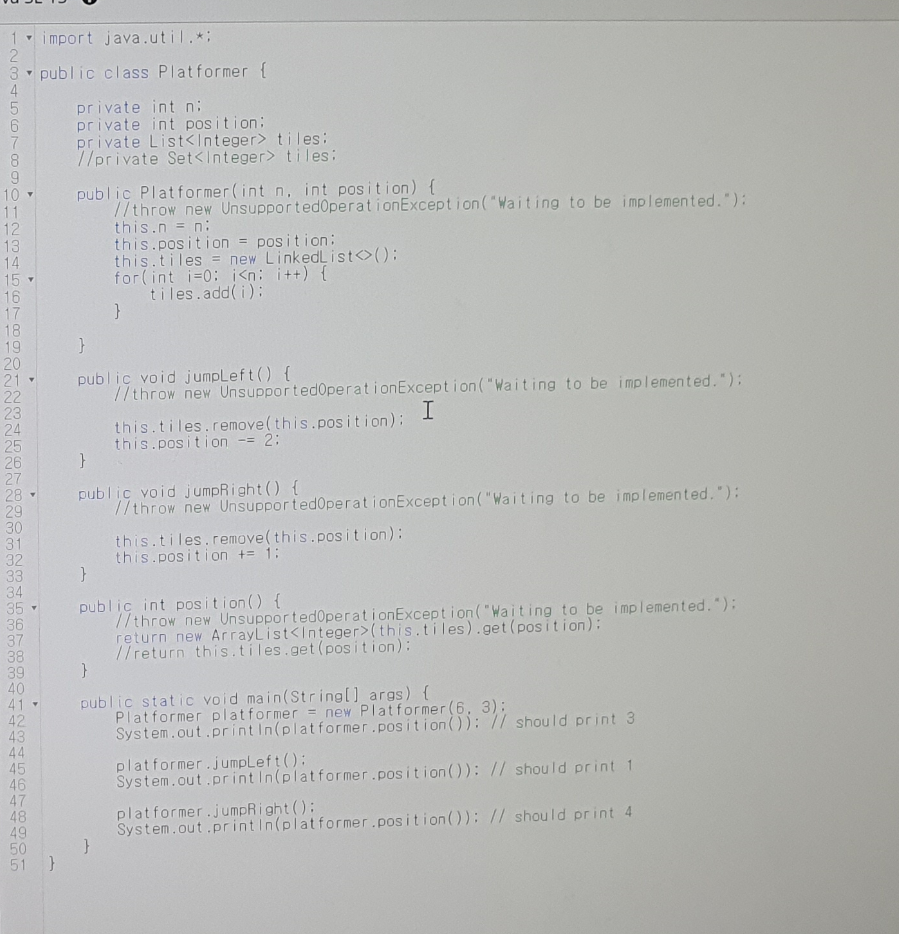 1 import java.util.*;
2
3 public class Platformer {
4
5 private int n;
6 private int position;
7 private List<Integer> tiles;
8 //private Set<Integer> tiles;
9
10 public Platformer(int n, int position) {
11 //throw new UnsupportedOperationException("Waiting to be implemented.");
12 this.n = n;
13 this.position = position;
14 this.tiles = new LinkedList<>();
15 for(int i=0; i<n; i++) {
16 tiles.add(i);
17 }
18
19 }
20
21 public void jumpLeft() {
22 //throw new UnsupportedOperationException("Waiting to be implemented.");
23
24 this.tiles.remove(this.position);
25 this.position -= 2;
26 }
27
28 public void jumpRight() {
29 //throw new UnsupportedOperationException("Waiting to be implemented.");
30
31 this.tiles.remove(this.position);
32 this.position += 1;
33 }
34
35 public int position() {
36 //throw new UnsupportedOperationException("Waiting to be implemented.");
37 return new ArrayList<Integer>(this.tiles).get(position);
38 //return this.tiles.get(position);
39 }
40
41 public static void main(String[] args) {
42 Platformer platformer = new Platformer(6, 3);
43 System.out.println(platformer.position()); // should print 3
44
45 platformer.jumpLeft();
46 System.out.println(platformer.position()); // should print 1
47
48 platformer.jumpRight();
49 System.out.println(platformer.position()); // should print 4
50 }
51 }